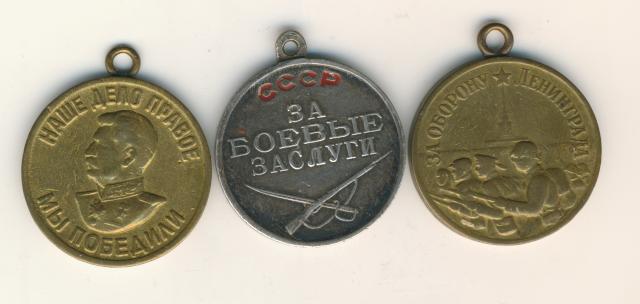 НАШЕ ДЕЛО ПРАВОЕ
МЫ ПОБЕДИЛИ
СССР
ЗА
БОЕВЫЕ
ЗАСЛУГИ
ЗА ОБОРОНУ ★ ЛЕНИНГРАДА